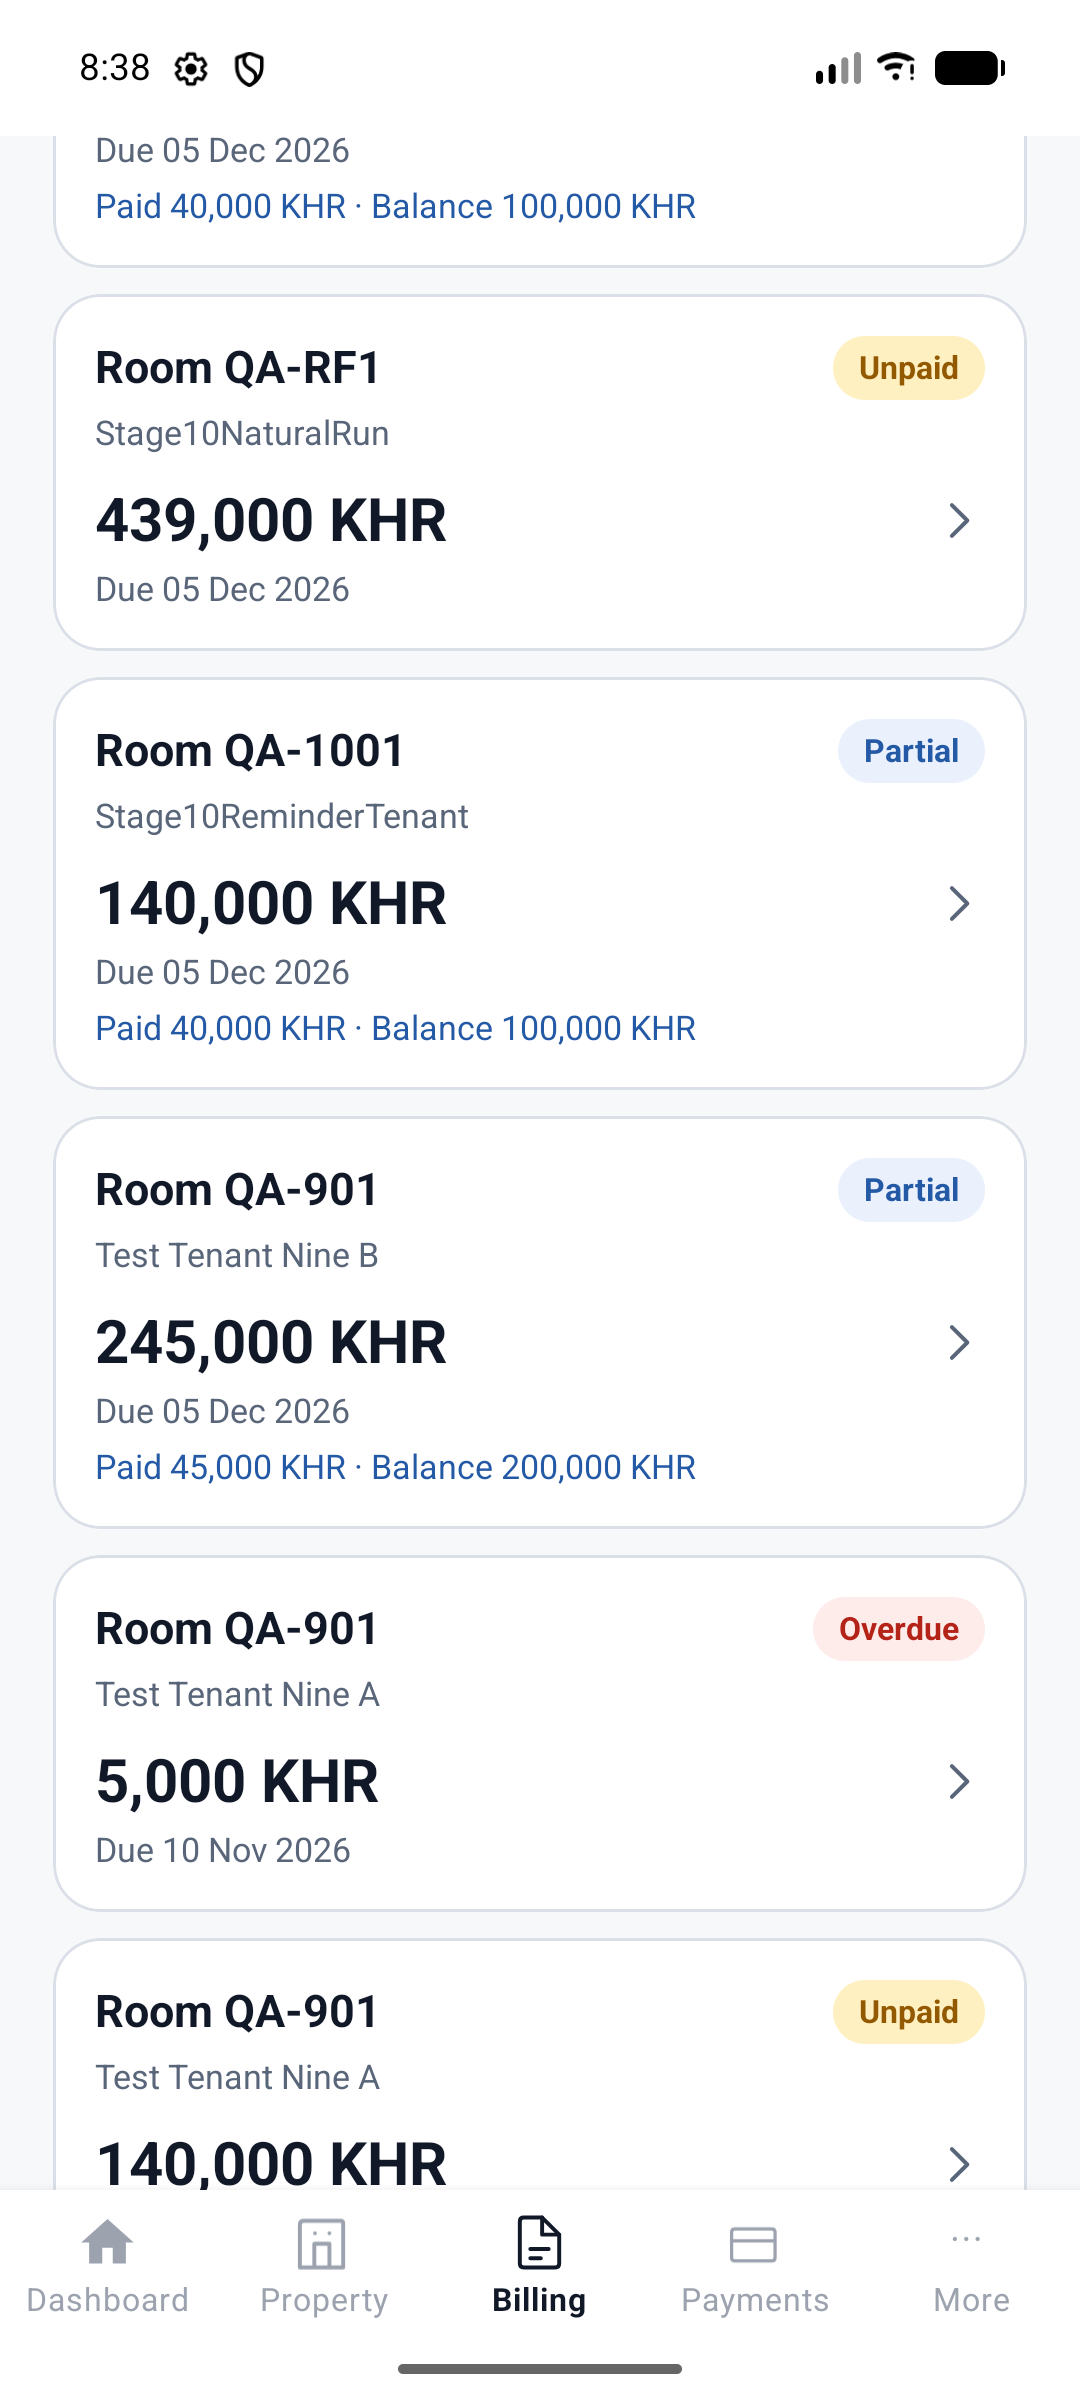 8:38
Due 05 Dec 2026
Paid 40,000 KHR · Balance 100,000 KHR
Room QA-RF1
Unpaid
Stage10NaturalRun
439,000 KHR
Due 05 Dec 2026
Room QA-1001
Partial
Stage10ReminderTenant
140,000 KHR
Due 05 Dec 2026
Paid 40,000 KHR · Balance 100,000 KHR
Room QA-901
Partial
Test Tenant Nine B
245,000 KHR
Due 05 Dec 2026
Paid 45,000 KHR · Balance 200,000 KHR
Room QA-901
Overdue
Test Tenant Nine A
5,000 KHR
Due 10 Nov 2026
Room QA-901
Unpaid
Test Tenant Nine A
140,000 KHR
Dashboard
Property
Billing
Payments
More